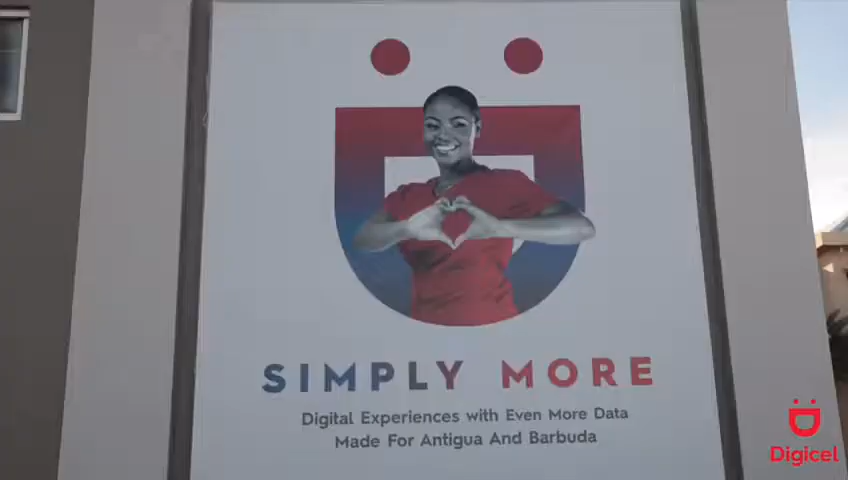 SIMPLY MORE
Digital Experiences with Even More Data
Made For Antigua And Barbuda
Digicel